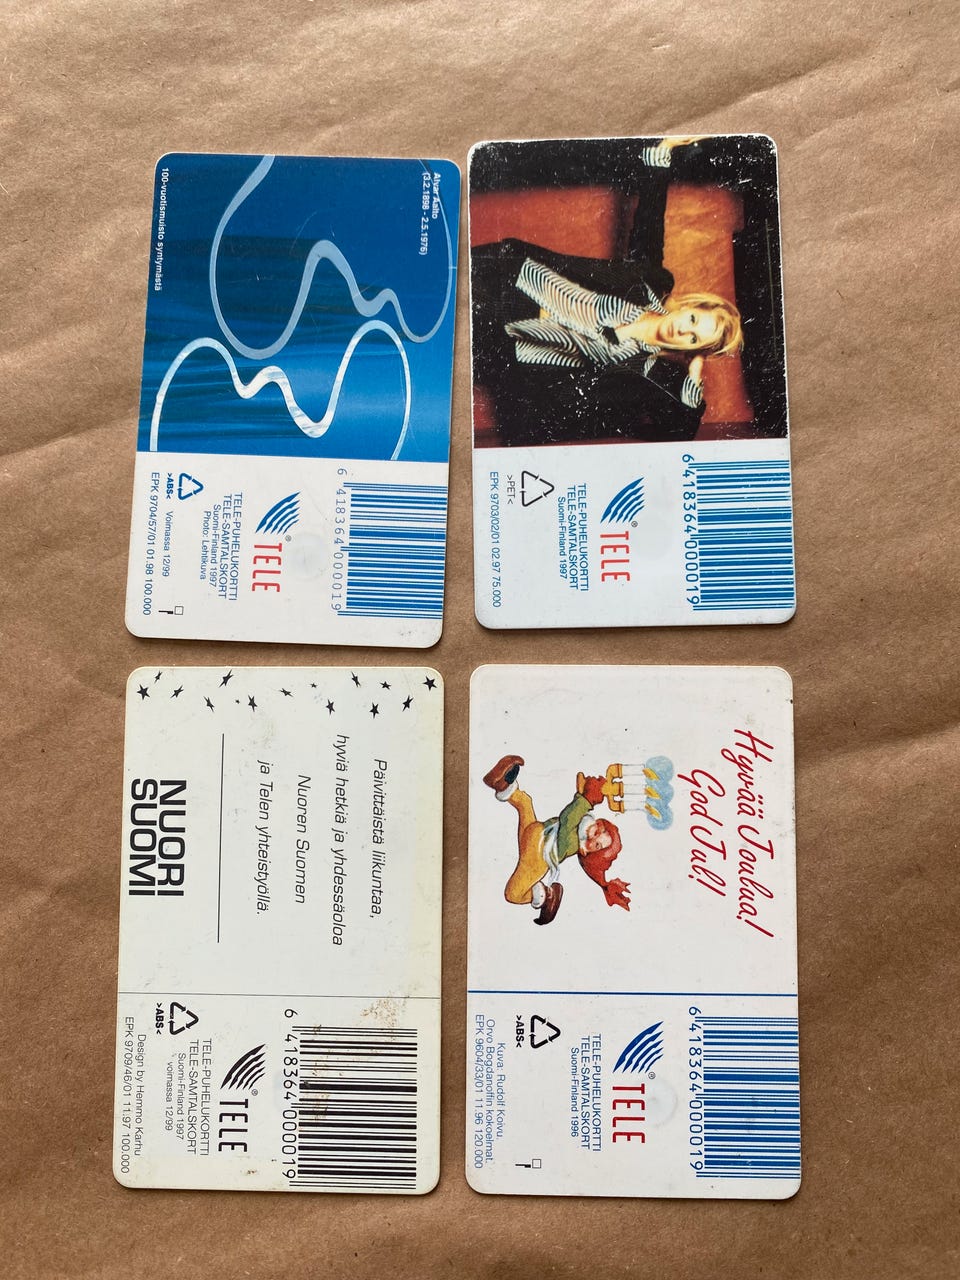 Alvar Aalto
(3.2.1898 - 2.5.1976)
100-vuotismuisto syntymästä
6 418364 000019
TELE
TELE-PUHELUKORTTI
TELE-SAMTALSKORT
Suomi-Finland 1997
Photo: Lehtikuva
>ABS< Voimassa 12/99
EPK 9704/57/01 01.98 100.000
6 418364 000019
TELE
TELE-PUHELUKORTTI
TELE-SAMTALSKORT
Suomi-Finland 1997
>PET<
EPK 9703/02/01 02.97 75.000
Päivittäistä liikuntaa,
hyviä hetkiä ja yhdessäoloa
Nuoren Suomen
ja Telen yhteistyöllä.
NUORI
SUOMI
6 418364 000019
TELE
TELE-PUHELUKORTTI
TELE-SAMTALSKORT
Suomi-Finland 1997
voimassa 12/99
>ABS<
Design by Hemmo Karhu
EPK 9709/46/01 11.97 100.000
Hyvää Joulua!
God Jul!
6 418364 000019
TELE
TELE-PUHELUKORTTI
TELE-SAMTALSKORT
Suomi-Finland 1996
>ABS<
Kuva: Rudolf Koivu,
Orvo Bogdanoffin kokoelmat.
EPK 9604/33/01 11.96 120.000